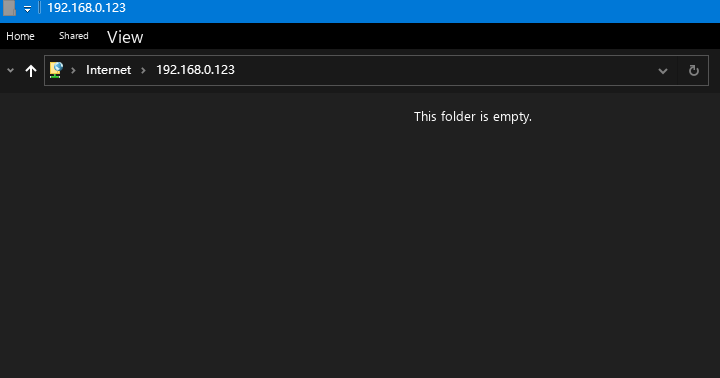 192.168.0.123
Home Shared View
Internet 192.168.0.123
This folder is empty.